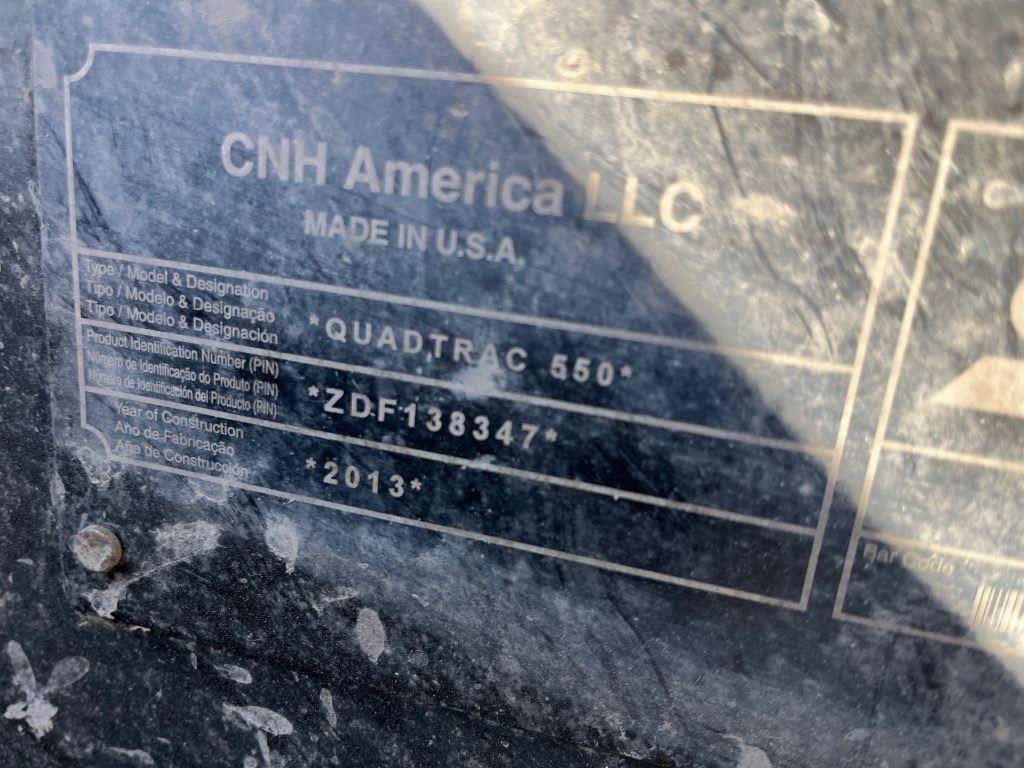 CNH America LLC
MADE IN U.S.A.
Type / Model & Designation
Tipo / Modelo & Designação
Tipo / Modelo & Designación
*QUADTRAC 550*
Product Identification Number (PIN)
Número de Identificação do Produto (PIN)
Número de Identificación del Producto (PIN)
*ZDF138347*
Year of Construction
Ano de Fabricação
Año de Construcción
*2013*
Bar Code